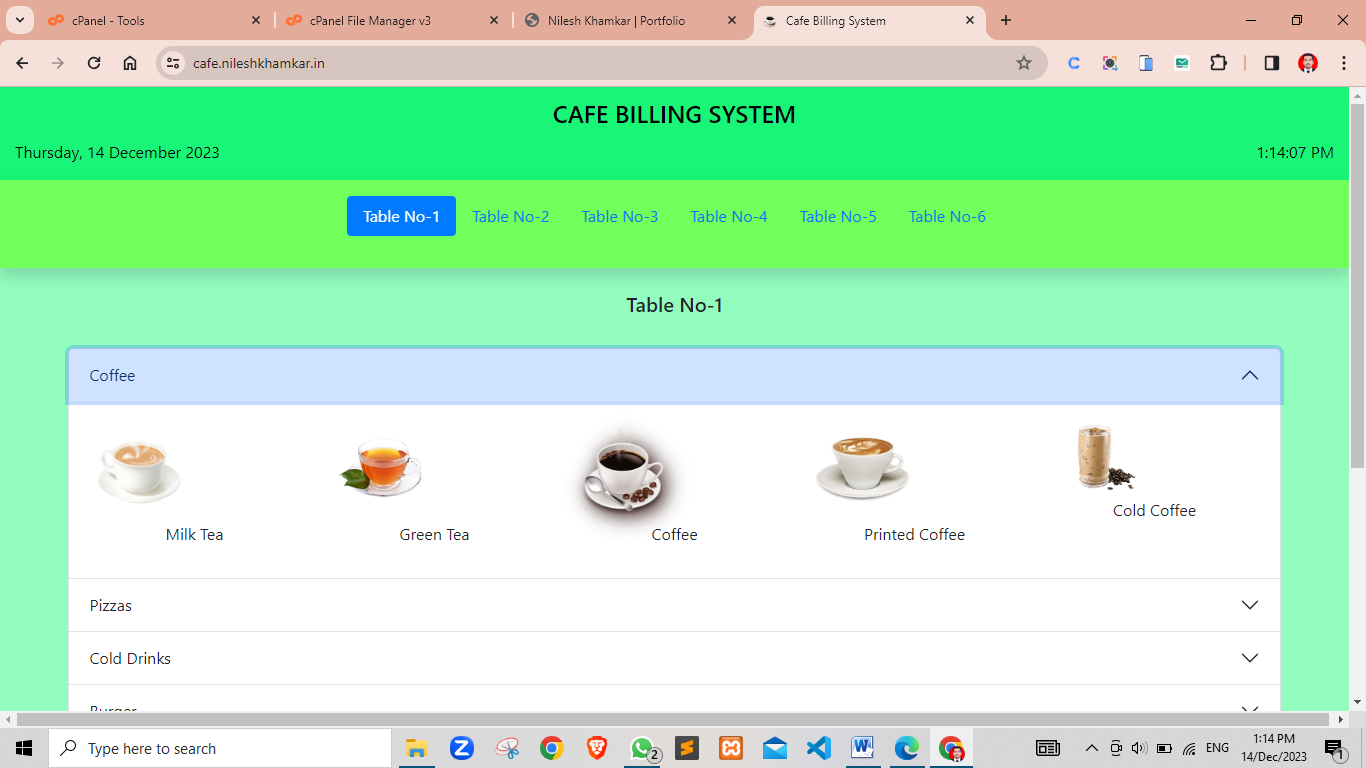 cPanel - Tools
cPanel File Manager v3
Nilesh Khamkar | Portfolio
Cafe Billing System
cafe.nileshkhamkar.in
CAFE BILLING SYSTEM
Thursday, 14 December 2023
1:14:07 PM
Table No-1 Table No-2 Table No-3 Table No-4 Table No-5 Table No-6
Table No-1
Coffee
Cold Coffee
Milk Tea Green Tea Coffee Printed Coffee
Pizzas
Cold Drinks
Burger
Type here to search
2
ENG
1:14 PM
14/Dec/2023
1